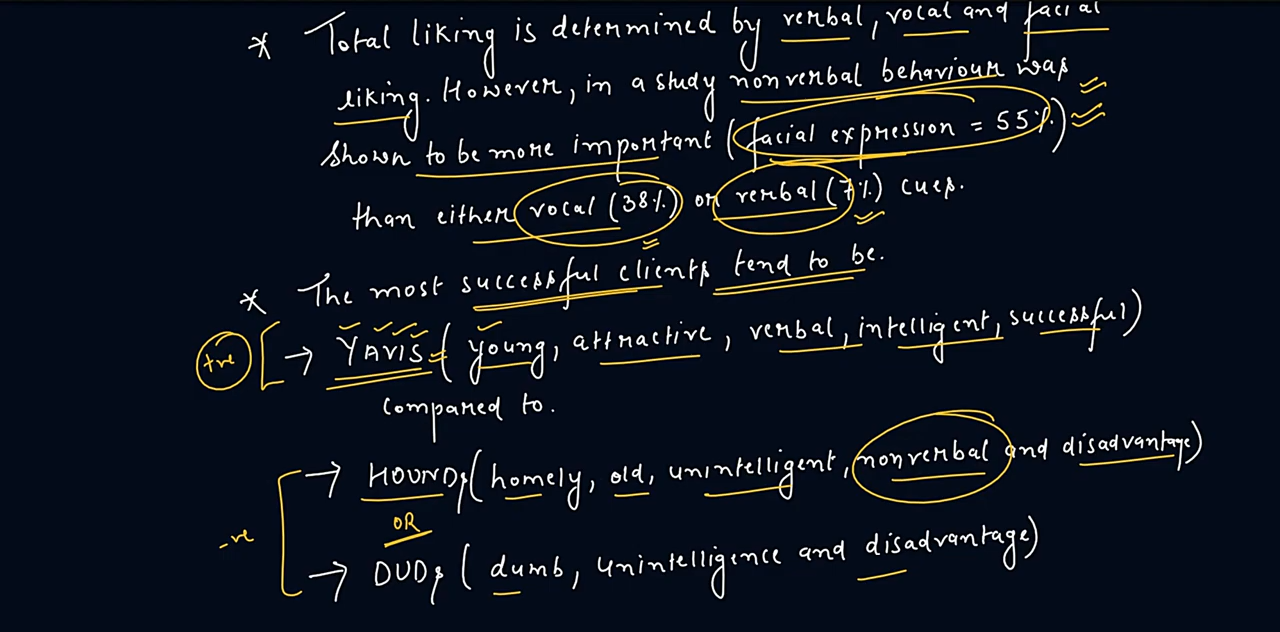 * Total liking is determined by verbal, vocal and facial
liking. However, in a study nonverbal behaviour was
shown to be more important (facial expression = 55%)
than either vocal (38%) or verbal (7%) cues.
* The most successful clients tend to be.
+ve [ → YAVIS = (young, attractive, verbal, intelligent, successful)
compared to.
→ HOUNDs (homely, old, unintelligent, nonverbal and disadvantage)
OR
-ve
→ DUDs (dumb, unintelligence and disadvantage)